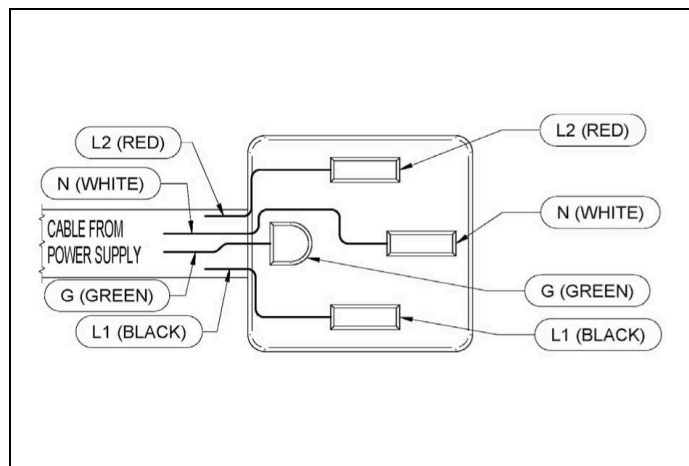 L2 (RED)
N (WHITE)
CABLE FROM
POWER SUPPLY
G (GREEN)
L1 (BLACK)
L2 (RED)
N (WHITE)
G (GREEN)
L1 (BLACK)